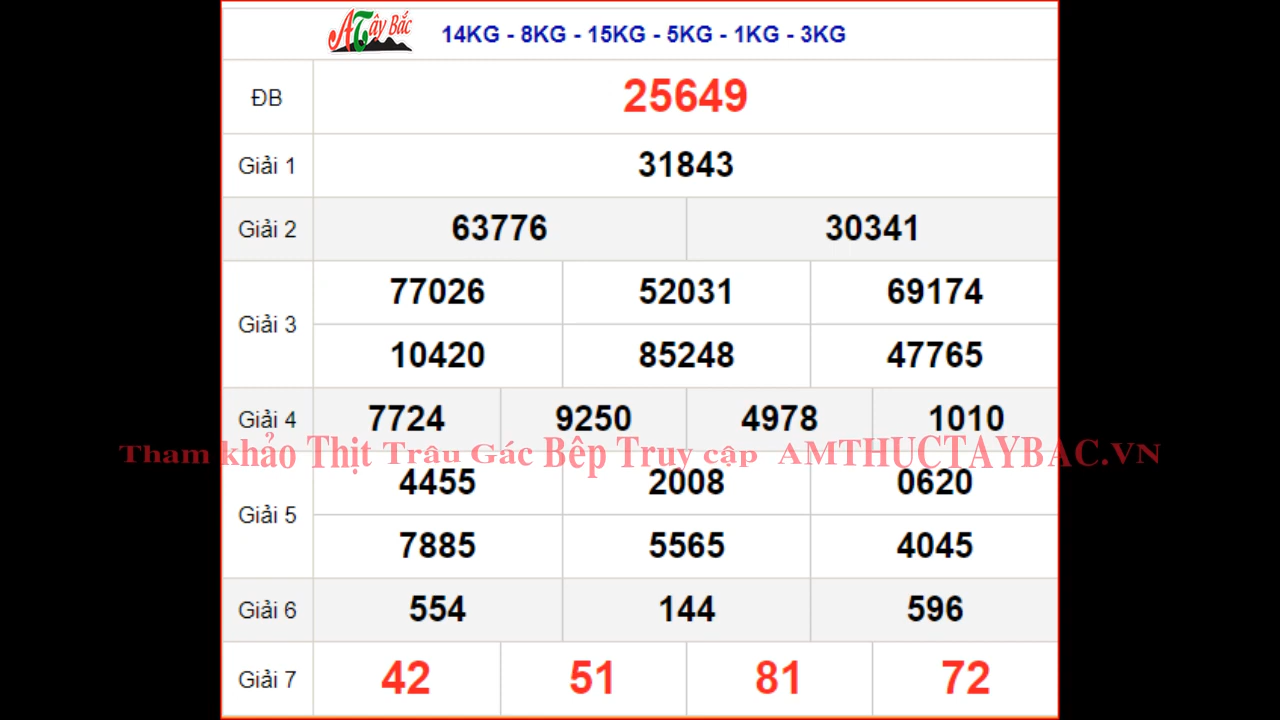 ATây Bắc 14KG - 8KG - 15KG - 5KG - 1KG - 3KG
ĐB 25649
Giải 1 31843
Giải 2 63776 30341
Giải 3 77026 52031 69174
10420 85248 47765
Giải 4 7724 9250 4978 1010
Tham khảo Thịt Trâu Gác Bêp Truy cập AMTHUCTAYBAC.VN
Giải 5 4455 2008 0620
7885 5565 4045
Giải 6 554 144 596
Giải 7 42 51 81 72